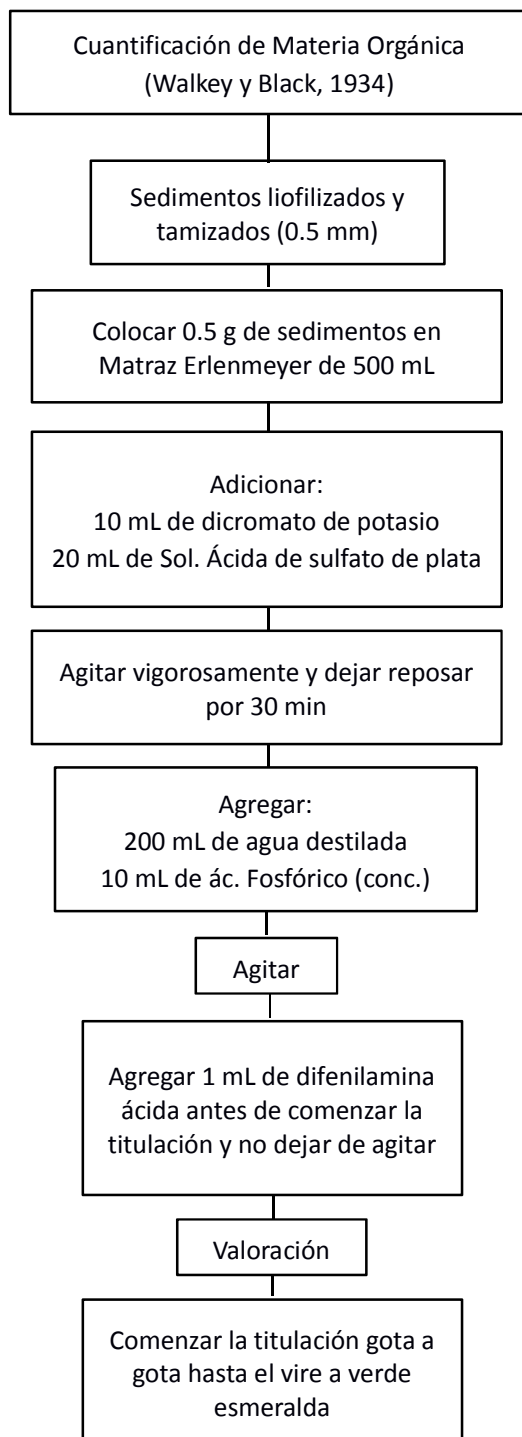 Cuantificación de Materia Orgánica
(Walkey y Black, 1934)
Sedimentos liofilizados y
tamizados (0.5 mm)
Colocar 0.5 g de sedimentos en
Matraz Erlenmeyer de 500 mL
Adicionar:
10 mL de dicromato de potasio
20 mL de Sol. Ácida de sulfato de plata
Agitar vigorosamente y dejar reposar
por 30 min
Agregar:
200 mL de agua destilada
10 mL de ác. Fosfórico (conc.)
Agitar
Agregar 1 mL de difenilamina
ácida antes de comenzar la
titulación y no dejar de agitar
Valoración
Comenzar la titulación gota a
gota hasta el vire a verde
esmeralda